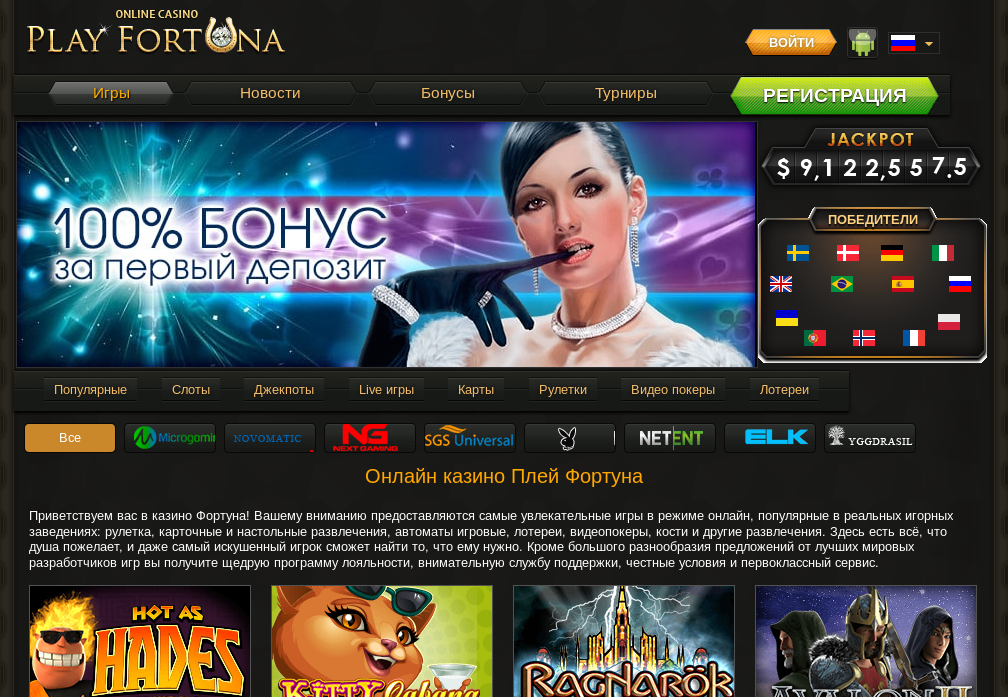 ONLINE CASINO
PLAY FORTUNA
ВОЙТИ
Игры
Новости
Бонусы
Турниры
РЕГИСТРАЦИЯ
JACKPOT
$ 9,122,557.5
100% БОНУС
за первый депозит
ПОБЕДИТЕЛИ
Популярные
Слоты
Джекпоты
Live игры
Карты
Рулетки
Видео покеры
Лотереи
Все
Microgamin
NOVOMATIC
NG
NEXT GAMING
SGS Universal
NETENT
ELK
YGGDRASIL
Онлайн казино Плей Фортуна
Приветствуем вас в казино Фортуна! Вашему вниманию предоставляются самые увлекательные игры в режиме онлайн, популярные в реальных игорных
заведениях: рулетка, карточные и настольные развлечения, автоматы игровые, лотереи, видеопокеры, кости и другие развлечения. Здесь есть всё, что
душа пожелает, и даже самый искушенный игрок сможет найти то, что ему нужно. Кроме большого разнообразия предложений от лучших мировых
разработчиков игр вы получите щедрую программу лояльности, внимательную службу поддержки, честные условия и первоклассный сервис.
HOT AS
HADES
Kitty Cabana
RAGNARÖK
AVALON II